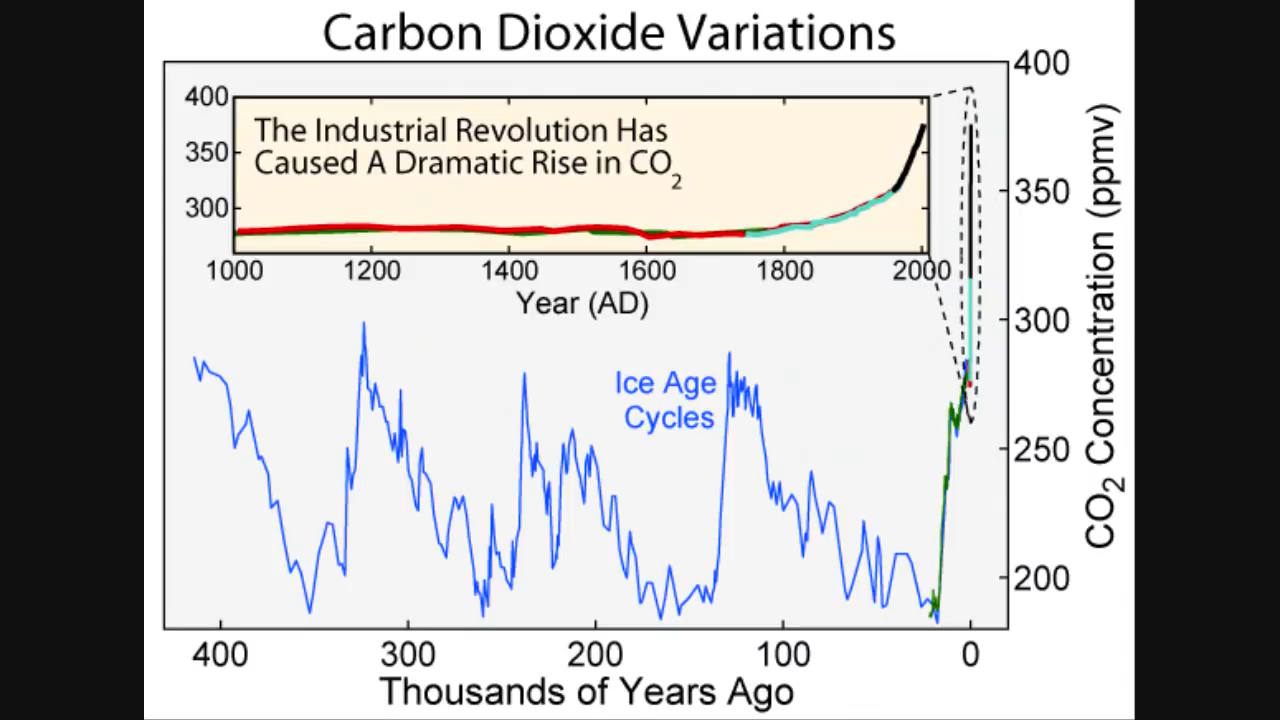 Carbon Dioxide Variations
400
350
300
The Industrial Revolution Has
Caused A Dramatic Rise in CO2
1000 1200 1400 1600 1800 2000
Year (AD)
Ice Age
Cycles
400
350
300
250
200
CO2 Concentration (ppmv)
400 300 200 100 0
Thousands of Years Ago